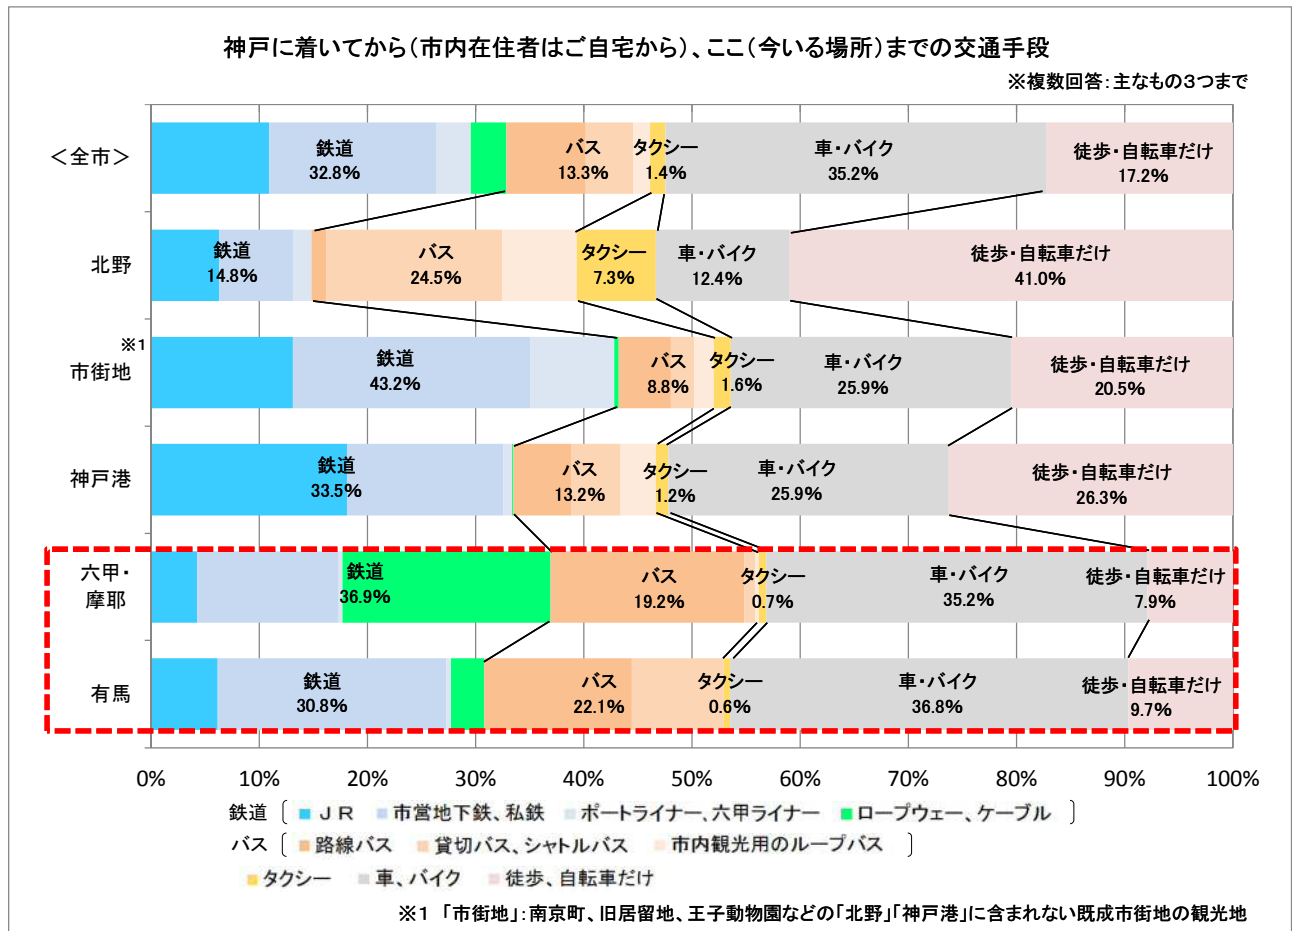 神戸に着いてから（市内在住者はご自宅から）、ここ（今いる場所）までの交通手段
※複数回答：主なもの３つまで
＜全市＞
鉄道
32.8%
バス
13.3%
タクシー
1.4%
車・バイク
35.2%
徒歩・自転車だけ
17.2%
北野
鉄道
14.8%
バス
24.5%
タクシー
7.3%
車・バイク
12.4%
徒歩・自転車だけ
41.0%
※1
市街地
鉄道
43.2%
バス
8.8%
タクシー
1.6%
車・バイク
25.9%
徒歩・自転車だけ
20.5%
神戸港
鉄道
33.5%
バス
13.2%
タクシー
1.2%
車・バイク
25.9%
徒歩・自転車だけ
26.3%
六甲・
摩耶
鉄道
36.9%
バス
19.2%
タクシー
0.7%
車・バイク
35.2%
徒歩・自転車だけ
7.9%
有馬
鉄道
30.8%
バス
22.1%
タクシー
0.6%
車・バイク
36.8%
徒歩・自転車だけ
9.7%
0% 10% 20% 30% 40% 50% 60% 70% 80% 90% 100%
鉄道 〔 ＪＲ 市営地下鉄、私鉄 ポートライナー、六甲ライナー ロープウェー、ケーブル 〕
バス 〔 路線バス 貸切バス、シャトルバス 市内観光用のループバス 〕
タクシー 車、バイク 徒歩、自転車だけ
※１ 「市街地」：南京町、旧居留地、王子動物園などの「北野」「神戸港」に含まれない既成市街地の観光地